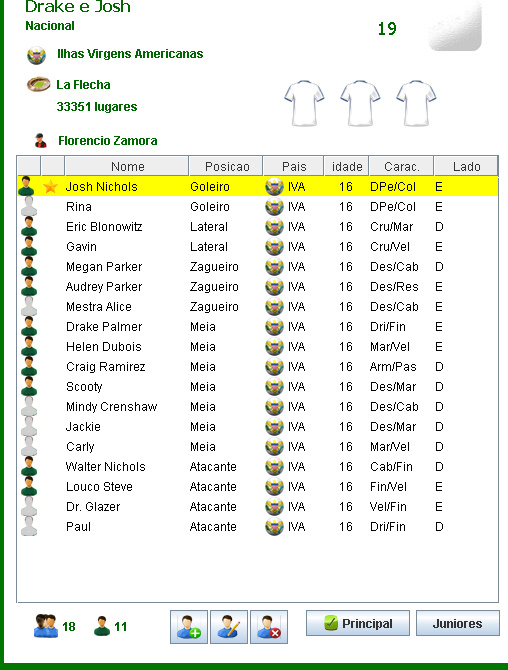 Drake e Josh
Nacional
19
Ilhas Virgens Americanas
La Flecha
33351 lugares
Florencio Zamora
Nome Posicao Pais idade Carac. Lado
Josh Nichols Goleiro IVA 16 DPe/Col E
Rina Goleiro IVA 16 DPe/Col E
Eric Blonowitz Lateral IVA 16 Cru/Mar D
Gavin Lateral IVA 16 Cru/Vel E
Megan Parker Zagueiro IVA 16 Des/Cab D
Audrey Parker Zagueiro IVA 16 Des/Res E
Mestra Alice Zagueiro IVA 16 Des/Cab E
Drake Palmer Meia IVA 16 Dri/Fin E
Helen Dubois Meia IVA 16 Mar/Vel E
Craig Ramirez Meia IVA 16 Arm/Pas D
Scooty Meia IVA 16 Des/Mar D
Mindy Crenshaw Meia IVA 16 Des/Cab D
Jackie Meia IVA 16 Des/Mar D
Carly Meia IVA 16 Mar/Vel D
Walter Nichols Atacante IVA 16 Cab/Fin D
Louco Steve Atacante IVA 16 Fin/Vel E
Dr. Glazer Atacante IVA 16 Vel/Fin E
Paul Atacante IVA 16 Dri/Fin D
18 11 Principal Juniores